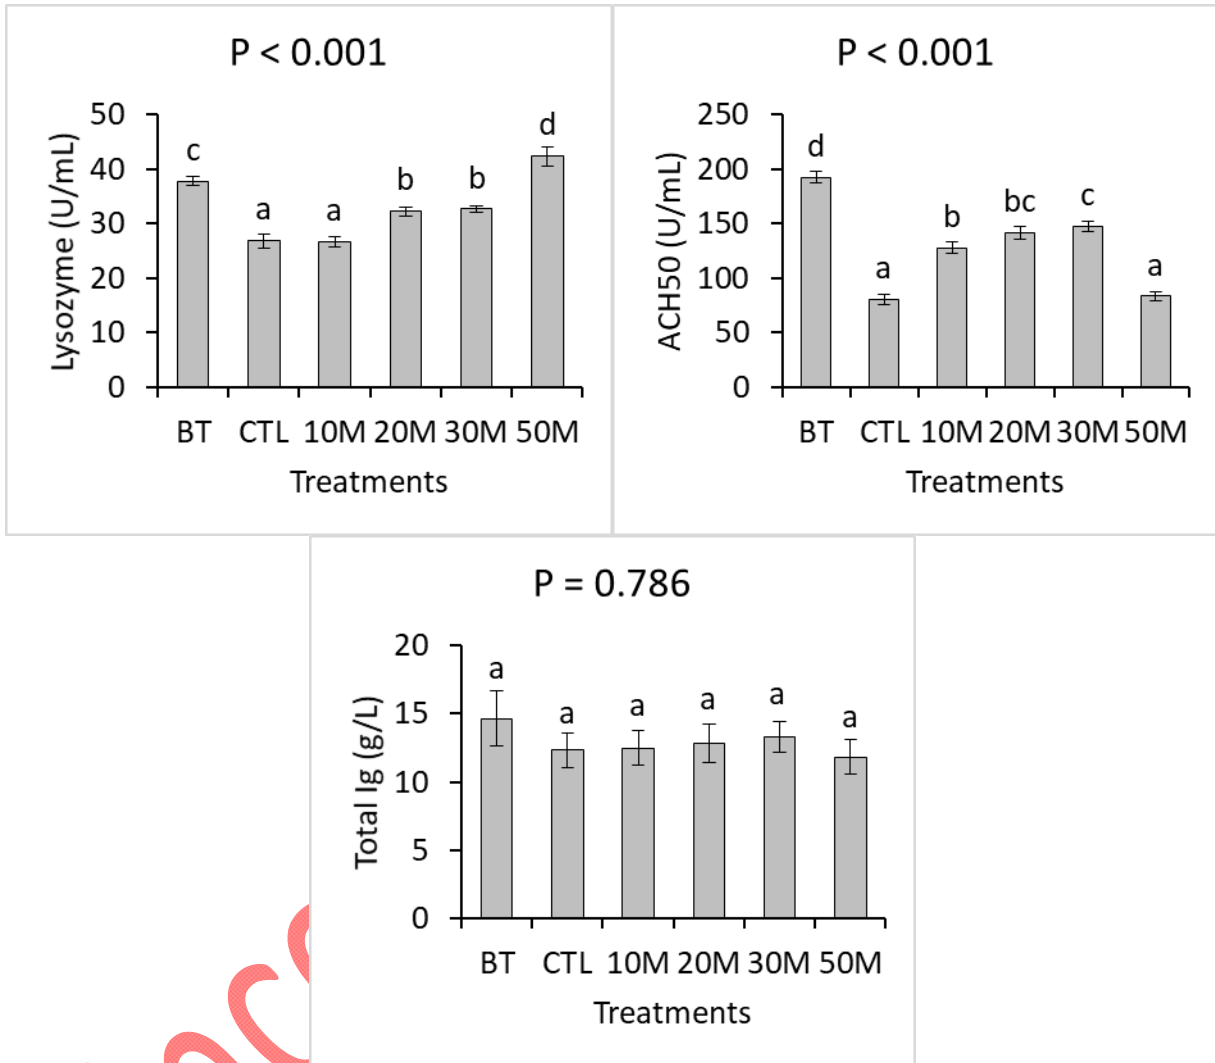 P < 0.001
Lysozyme (U/mL)
50
40
30
20
10
0
c
a
a
b
b
d
BT CTL 10M 20M 30M 50M
Treatments
P < 0.001
ACH50 (U/mL)
250
200
150
100
50
0
d
a
b
bc
c
a
BT CTL 10M 20M 30M 50M
Treatments
P = 0.786
Total Ig (g/L)
20
15
10
5
0
a
a
a
a
a
a
BT CTL 10M 20M 30M 50M
Treatments